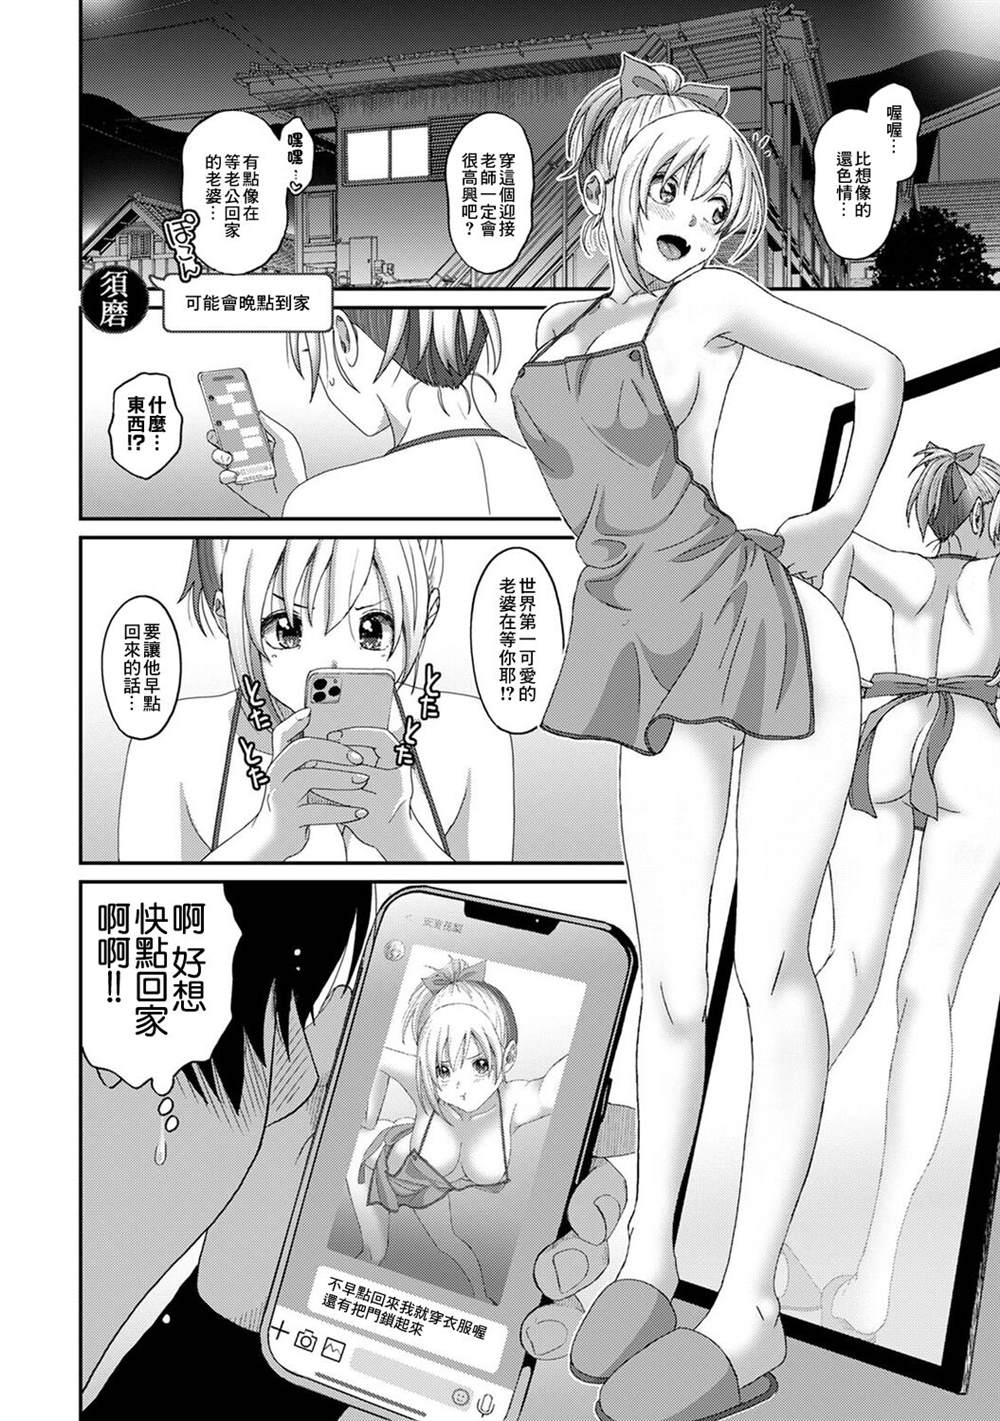 喔喔…
比想像的
還色情…
穿這個迎接
老師一定會
很高興吧?
嘿嘿…♡
有點像在
等老公回家
的老婆…
ぽこん
須磨
可能會晚點到家
什麼…
東西!?
世界第一可愛的
老婆在等你耶!?
要讓他早點
回來的話…
とた
とた
とた
とた
不早點回來我就穿衣服喔
還有把門鎖起來
啊 好想
快點回家
啊啊!!